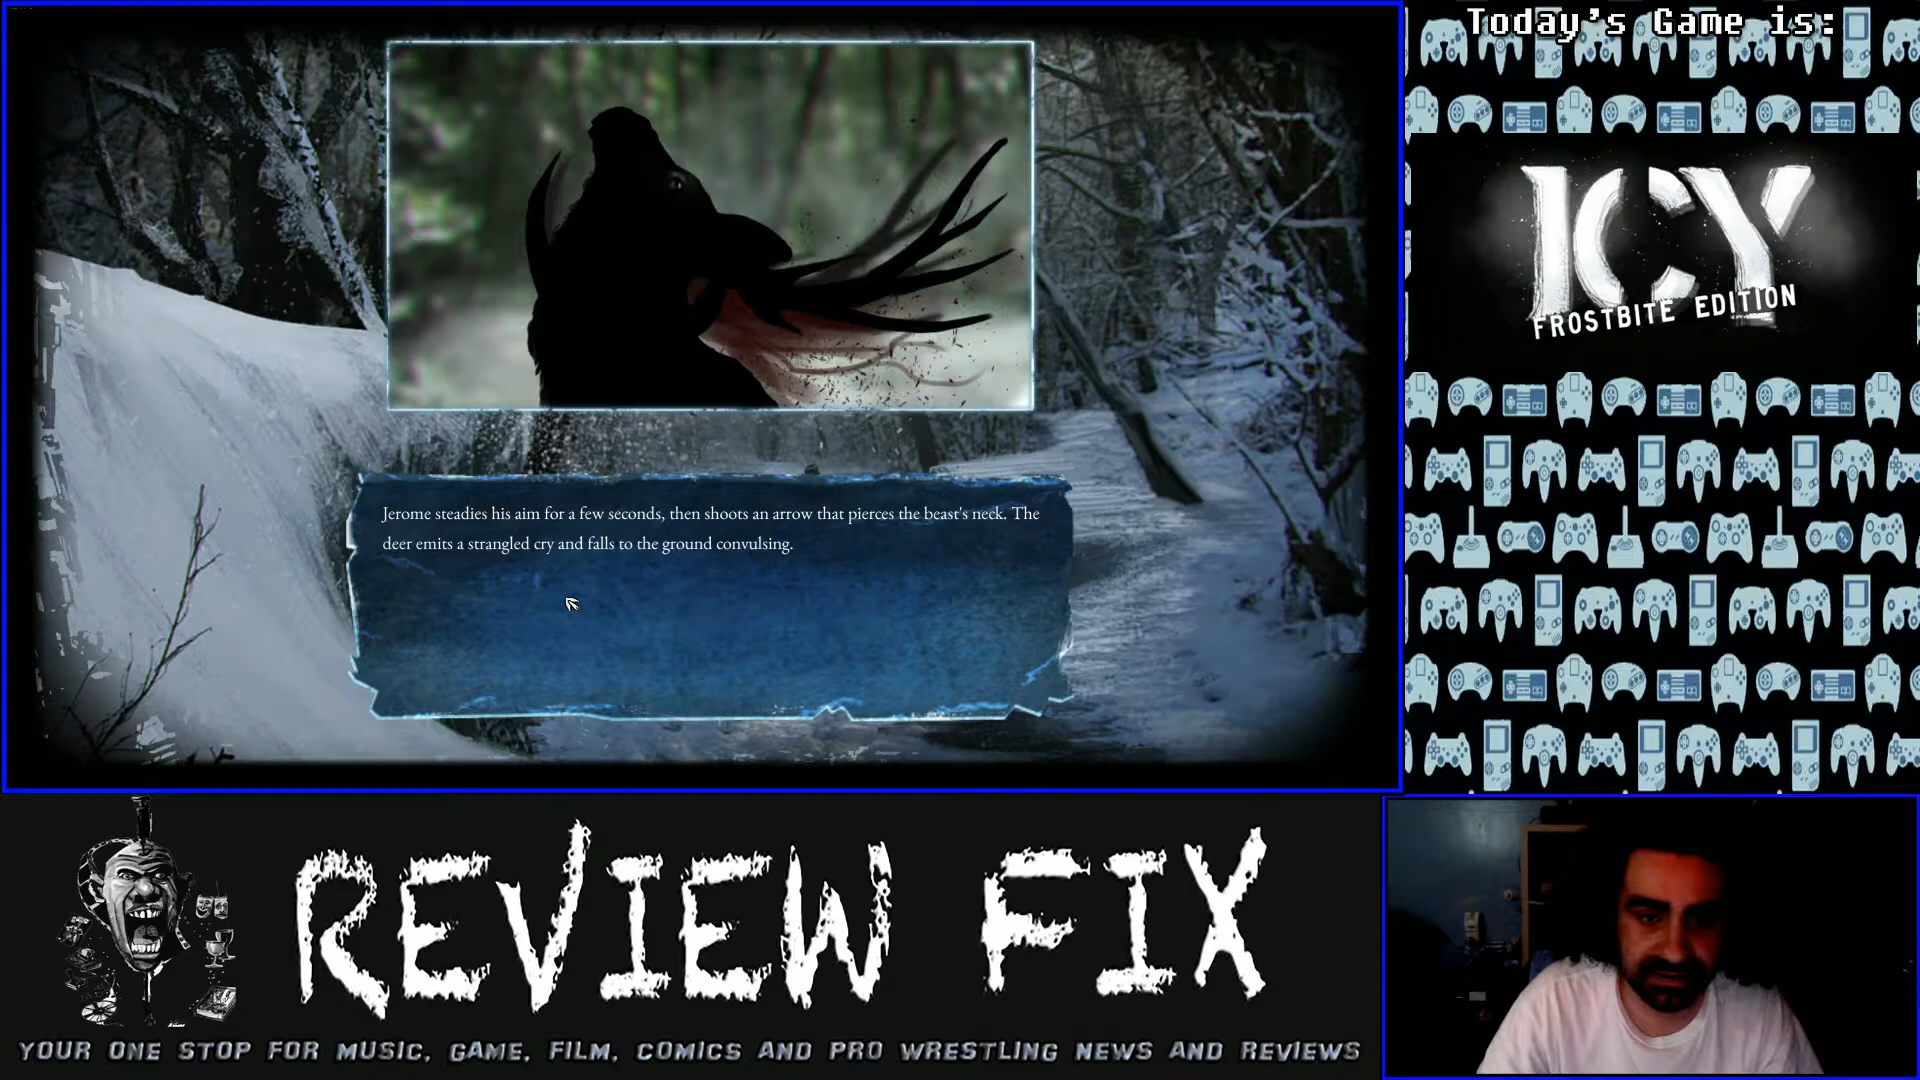 Today's Game is:
ICY
FROSTBITE EDITION
Jerome steadies his aim for a few seconds, then shoots an arrow that pierces the beast's neck. The
deer emits a strangled cry and falls to the ground convulsing.
REVIEW FIX
YOUR ONE STOP FOR MUSIC, GAME, FILM, COMICS AND PRO WRESTLING NEWS AND REVIEWS